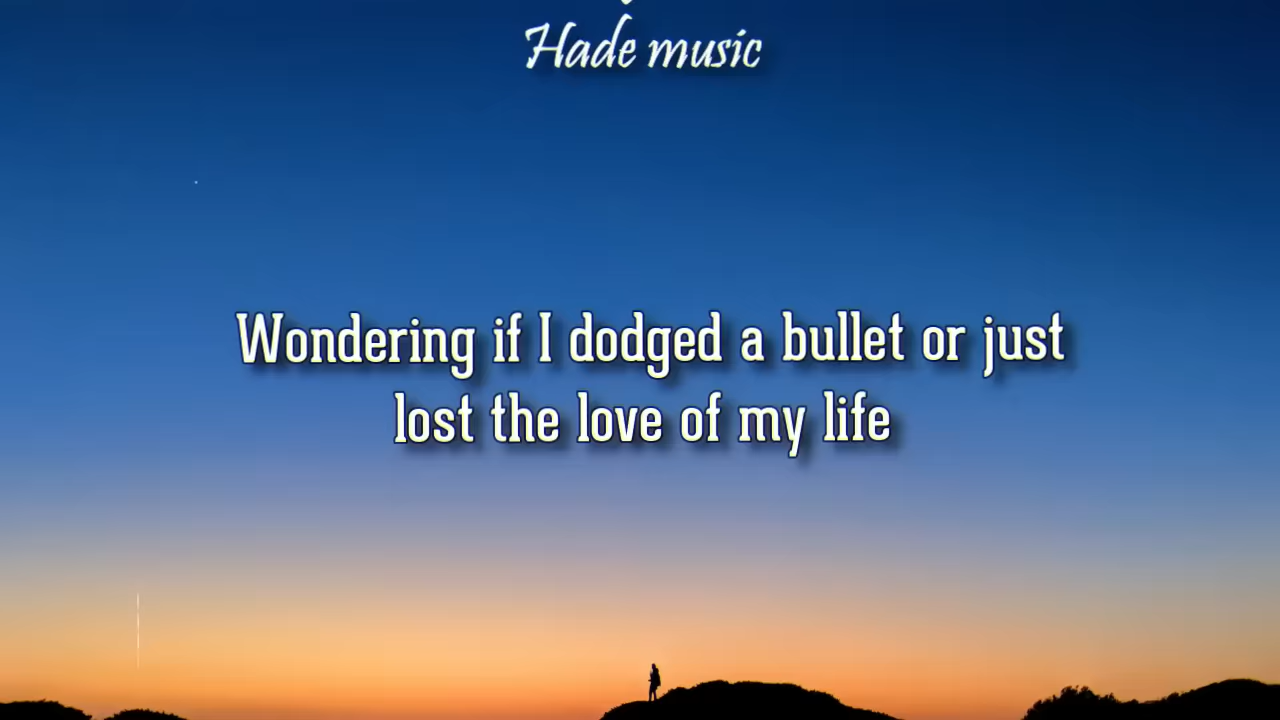 Hade music
Wondering if I dodged a bullet or just
lost the love of my life